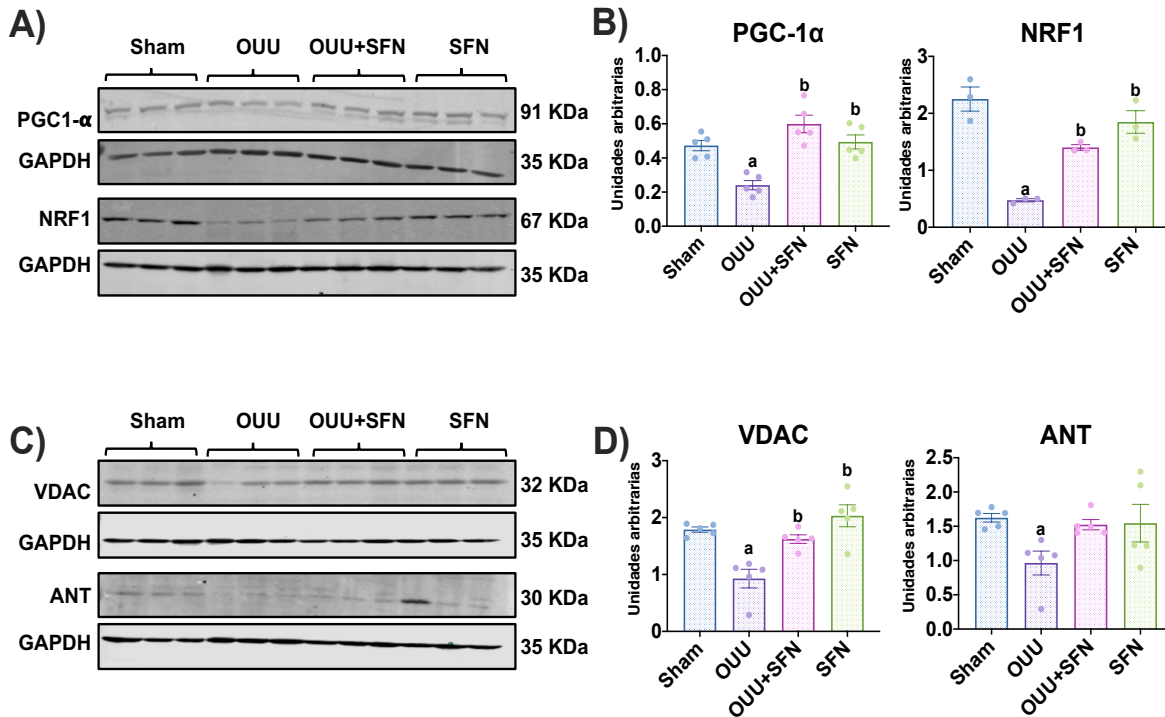 A)
Sham OUU OUU+SFN SFN
PGC1-α 91 KDa
GAPDH 35 KDa
NRF1 67 KDa
GAPDH 35 KDa
B)
PGC-1α
Unidades arbitrarias
1.0
0.8
0.6
0.4
0.2
0.0
a
b
b
Sham OUU OUU+SFN SFN
NRF1
Unidades arbitrarias
3
2
1
0
a
b
b
Sham OUU OUU+SFN SFN
C)
Sham OUU OUU+SFN SFN
VDAC 32 KDa
GAPDH 35 KDa
ANT 30 KDa
GAPDH 35 KDa
D)
VDAC
Unidades arbitrarias
3
2
1
0
a
b
b
Sham OUU OUU+SFN SFN
ANT
Unidades arbitrarias
2.5
2.0
1.5
1.0
0.5
0.0
a
Sham OUU OUU+SFN SFN